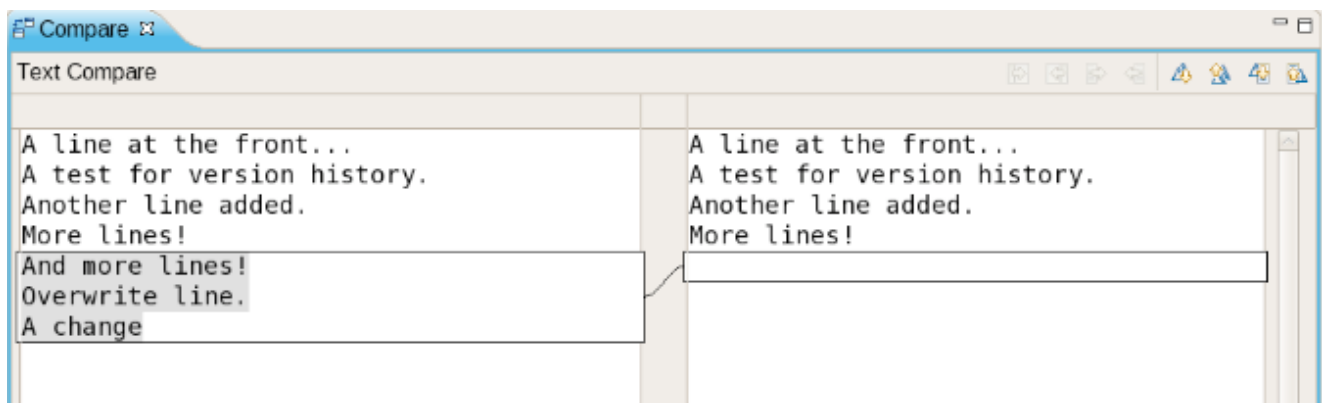 Compare
Text Compare
A line at the front...
A test for version history.
Another line added.
More lines!
And more lines!
Overwrite line.
A change
A line at the front...
A test for version history.
Another line added.
More lines!